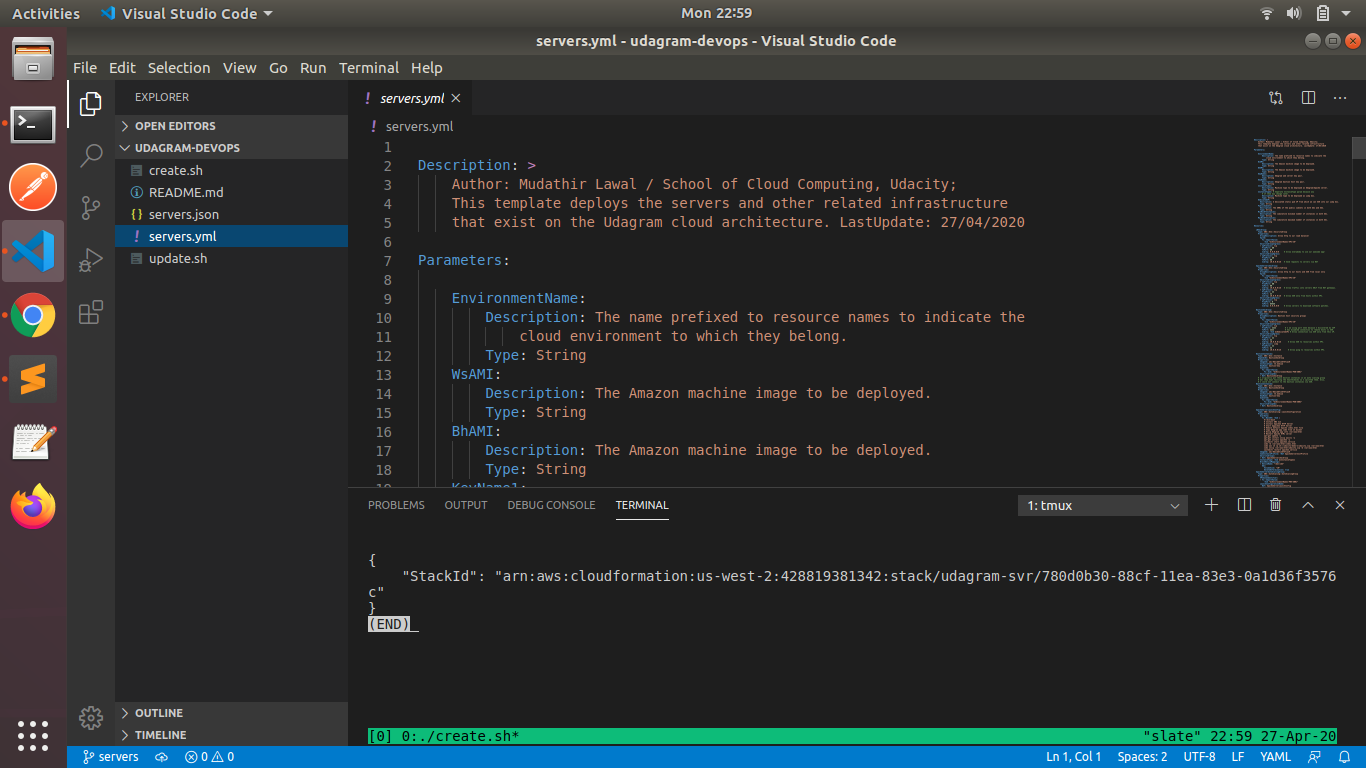 Activities
Visual Studio Code
Mon 22:59
servers.yml - udagram-devops - Visual Studio Code
File Edit Selection View Go Run Terminal Help
EXPLORER
OPEN EDITORS
UDAGRAM-DEVOPS
create.sh
README.md
{} servers.json
! servers.yml
update.sh
OUTLINE
TIMELINE
! servers.yml
! servers.yml
1
2 Description: >
3 Author: Mudathir Lawal / School of Cloud Computing, Udacity;
4 This template deploys the servers and other related infrastructure
5 that exist on the Udagram cloud architecture. LastUpdate: 27/04/2020
6
7 Parameters:
8
9 EnvironmentName:
10 Description: The name prefixed to resource names to indicate the
11 cloud environment to which they belong.
12 Type: String
13 WsAMI:
14 Description: The Amazon machine image to be deployed.
15 Type: String
16 BhAMI:
17 Description: The Amazon machine image to be deployed.
18 Type: String
PROBLEMS OUTPUT DEBUG CONSOLE TERMINAL
1: tmux
{
"StackId": "arn:aws:cloudformation:us-west-2:428819381342:stack/udagram-svr/780d0b30-88cf-11ea-83e3-0a1d36f3576
c"
}
(END)
[0] 0:./create.sh* "slate" 22:59 27-Apr-20
servers
0 0
Ln 1, Col 1 Spaces: 2 UTF-8 LF YAML